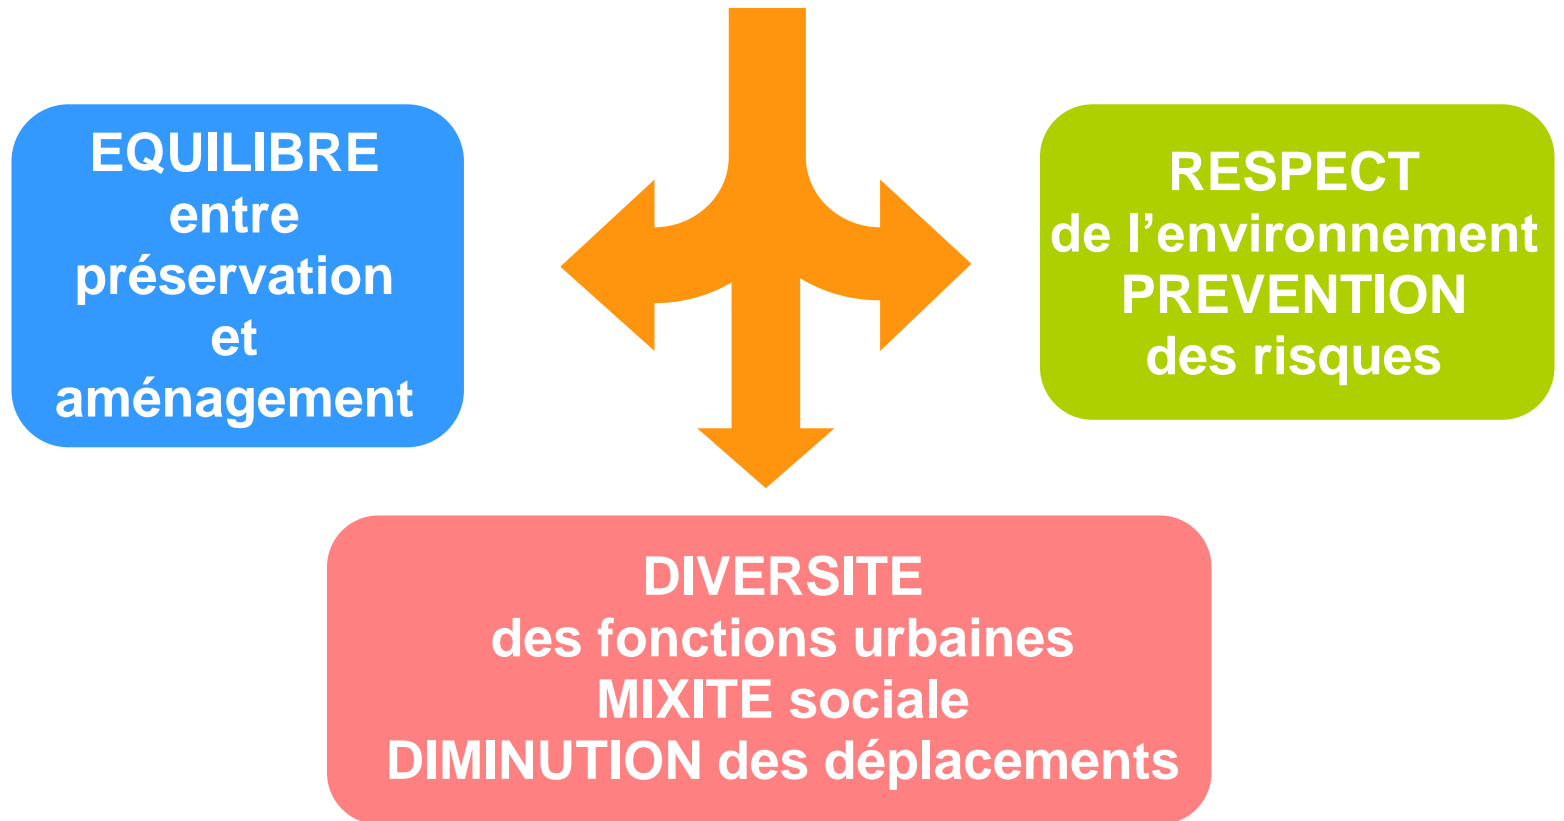 EQUILIBRE
entre
préservation
et
aménagement
RESPECT
de l’environnement
PREVENTION
des risques
DIVERSITE
des fonctions urbaines
MIXITE sociale
DIMINUTION des déplacements